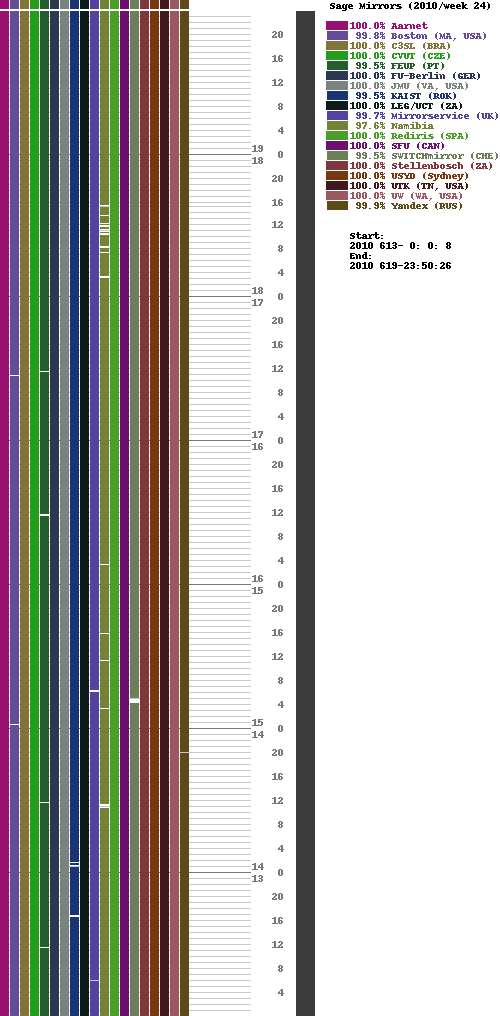 Sage Mirrors (2010/week 24)
100.0% Aarnet
99.8% Boston (MA, USA)
100.0% C3SL (BRA)
100.0% CVUT (CZE)
99.5% FEUP (PT)
100.0% FU-Berlin (GER)
100.0% JMU (VA, USA)
99.5% KAIST (ROK)
100.0% LEG/UCT (ZA)
99.7% Mirrorservice (UK)
97.6% Namibia
100.0% Rediris (SPA)
100.0% SFU (CAN)
99.5% SWITCHmirror (CHE)
100.0% Stellenbosch (ZA)
100.0% USYD (Sydney)
100.0% UTK (TN, USA)
100.0% UW (WA, USA)
99.9% Yandex (RUS)
Start:
2010 613- 0: 0: 8
End:
2010 619-23:50:26
20
16
12
8
4
19
0
18
20
16
12
8
4
18
0
17
20
16
12
8
4
17
0
16
20
16
12
8
4
16
0
15
20
16
12
8
4
15
0
14
20
16
12
8
4
14
0
13
20
16
12
8
4